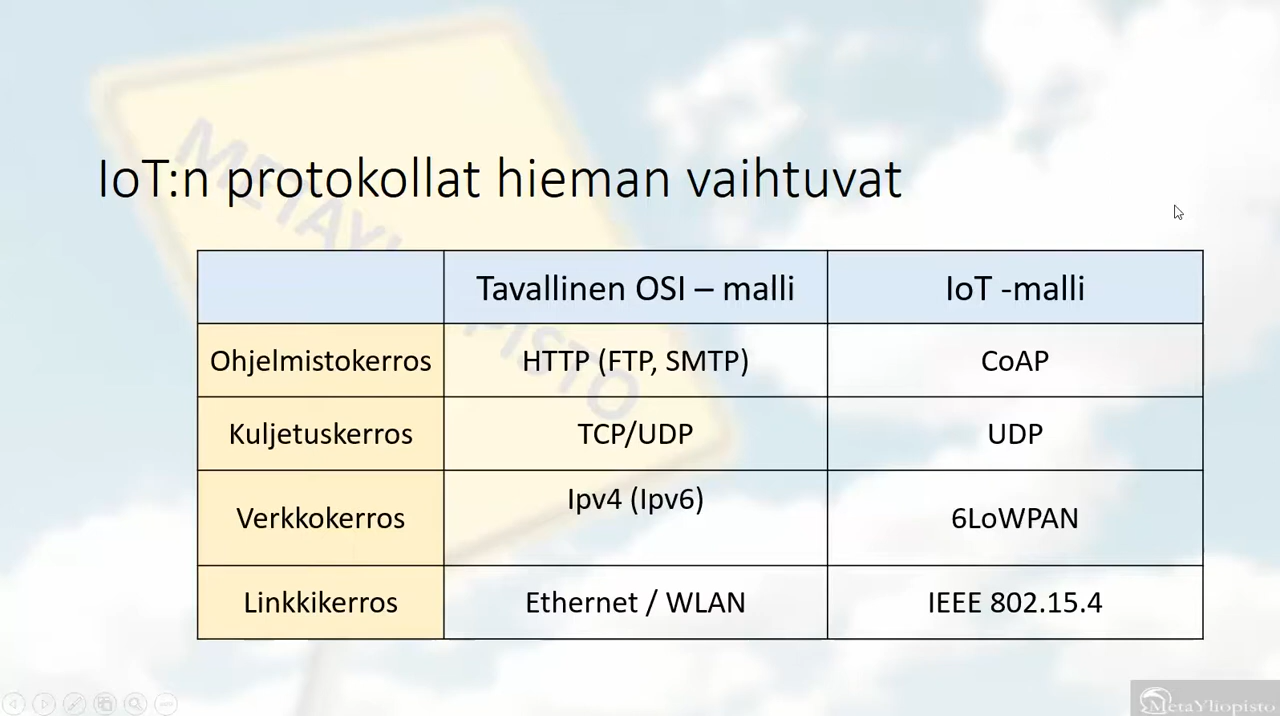 IoT:n protokollat hieman vaihtuvat
Tavallinen OSI – malli
IoT -malli
Ohjelmistokerros
HTTP (FTP, SMTP)
CoAP
Kuljetuskerros
TCP/UDP
UDP
Verkkokerros
Ipv4 (Ipv6)
6LoWPAN
Linkkikerros
Ethernet / WLAN
IEEE 802.15.4
METAYLIOPISTO
MetaYliopisto